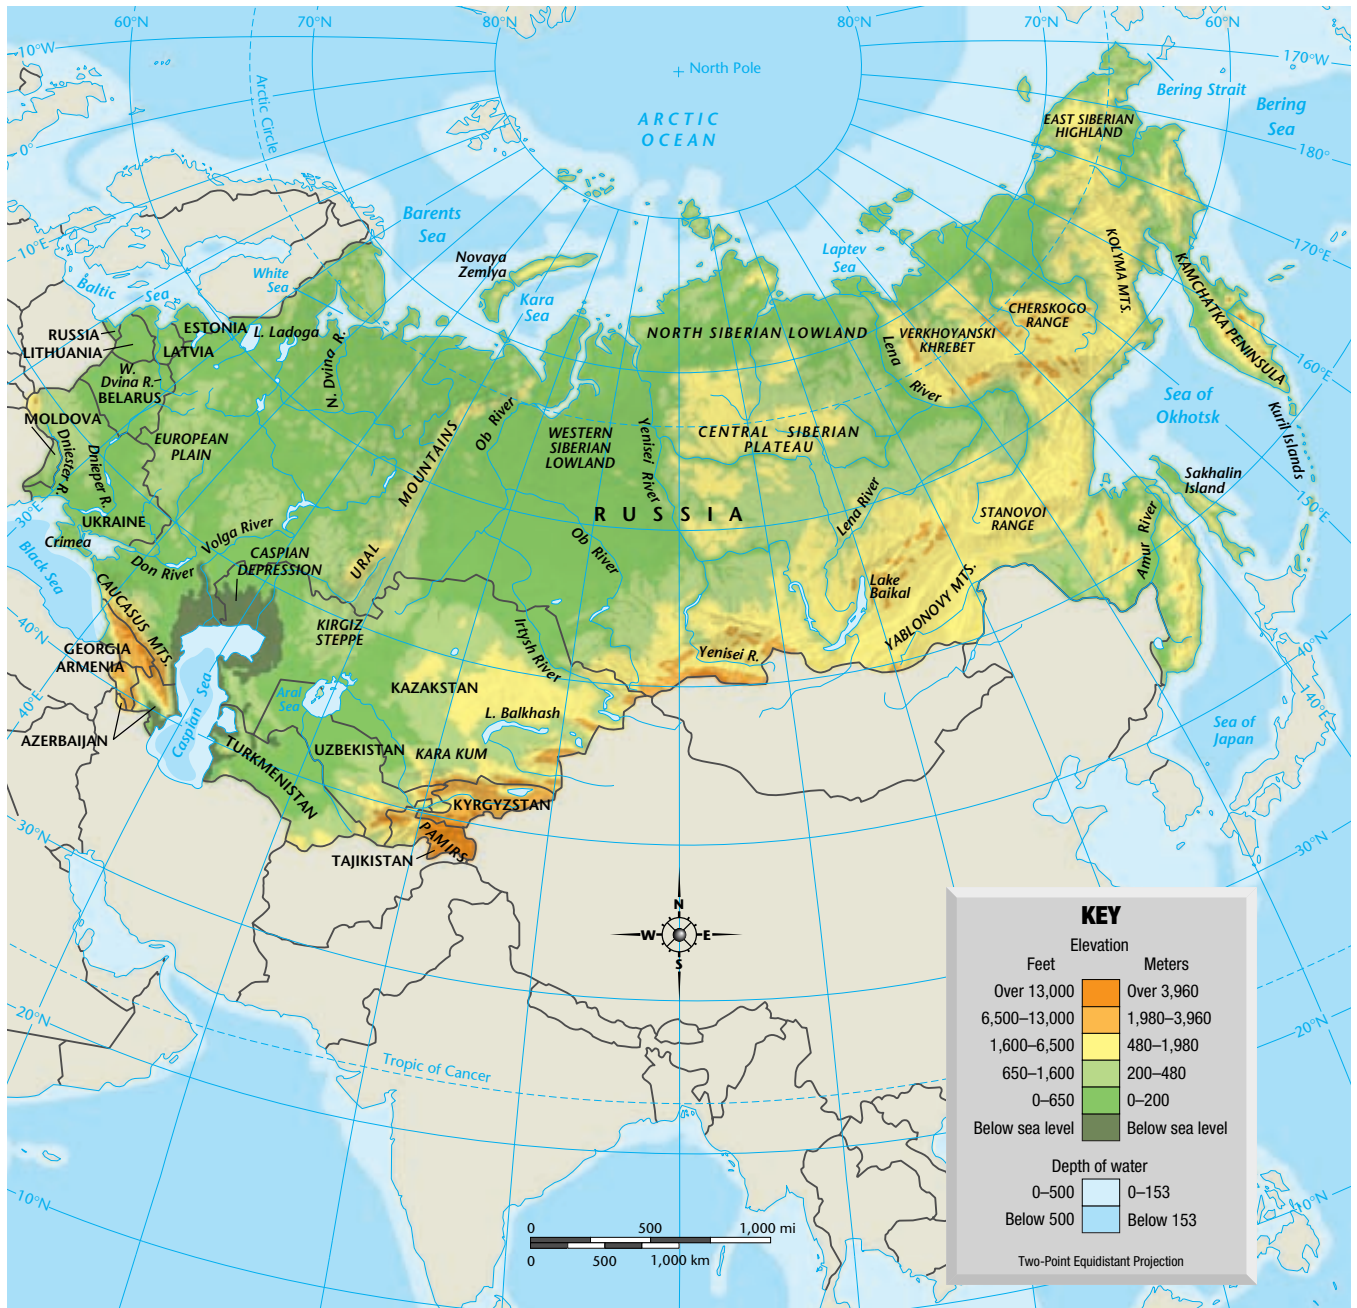 60°N
70°N
80°N
80°N
70°N
60°N
10°W
170°W
North Pole
Bering Strait
Bering
Sea
ARCTIC
OCEAN
Arctic Circle
EAST SIBERIAN
HIGHLAND
0°
180°
Barents
Sea
10°E
170°E
Novaya
Zemlya
Laptev
Sea
KOLYMA MTS.
KAMCHATKA PENINSULA
White
Sea
Baltic
Sea
Kara
Sea
CHERSKOGO
RANGE
RUSSIA
LITHUANIA
ESTONIA
LATVIA
L. Ladoga
N. Dvina R.
NORTH SIBERIAN LOWLAND
VERKHOYANSKI
KHREBET
Lena
River
160°E
W.
Dvina R.
BELARUS
Sea of
Okhotsk
Kuril Islands
MOLDOVA
Dniester R.
Dnieper R.
EUROPEAN
PLAIN
MOUNTAINS
Ob River
WESTERN
SIBERIAN
LOWLAND
Yenisei River
CENTRAL SIBERIAN
PLATEAU
Sakhalin
Island
150°E
30°E
UKRAINE
Crimea
Volga River
RUSSIA
Lena River
STANOVOI
RANGE
Amur River
Black Sea
Don River
CASPIAN
DEPRESSION
URAL
Ob River
Lake
Baikal
YABLONOVY MTS.
CAUCASUS MTS.
KIRGIZ
STEPPE
Irtysh River
40°N
40°N
GEORGIA
ARMENIA
Yenisei R.
KAZAKSTAN
Aral
Sea
40°E
140°E
Caspian Sea
L. Balkhash
Sea of
Japan
AZERBAIJAN
TURKMENISTAN
UZBEKISTAN
KARA KUM
KYRGYZSTAN
30°N
30°N
PAMIRS
TAJIKISTAN
N
W
E
S
20°N
20°N
Tropic of Cancer
10°N
10°N
0 500 1,000 mi
0 500 1,000 km
KEY
Elevation
Feet Meters
Over 13,000 Over 3,960
6,500–13,000 1,980–3,960
1,600–6,500 480–1,980
650–1,600 200–480
0–650 0–200
Below sea level Below sea level
Depth of water
0–500 0–153
Below 500 Below 153
Two-Point Equidistant Projection